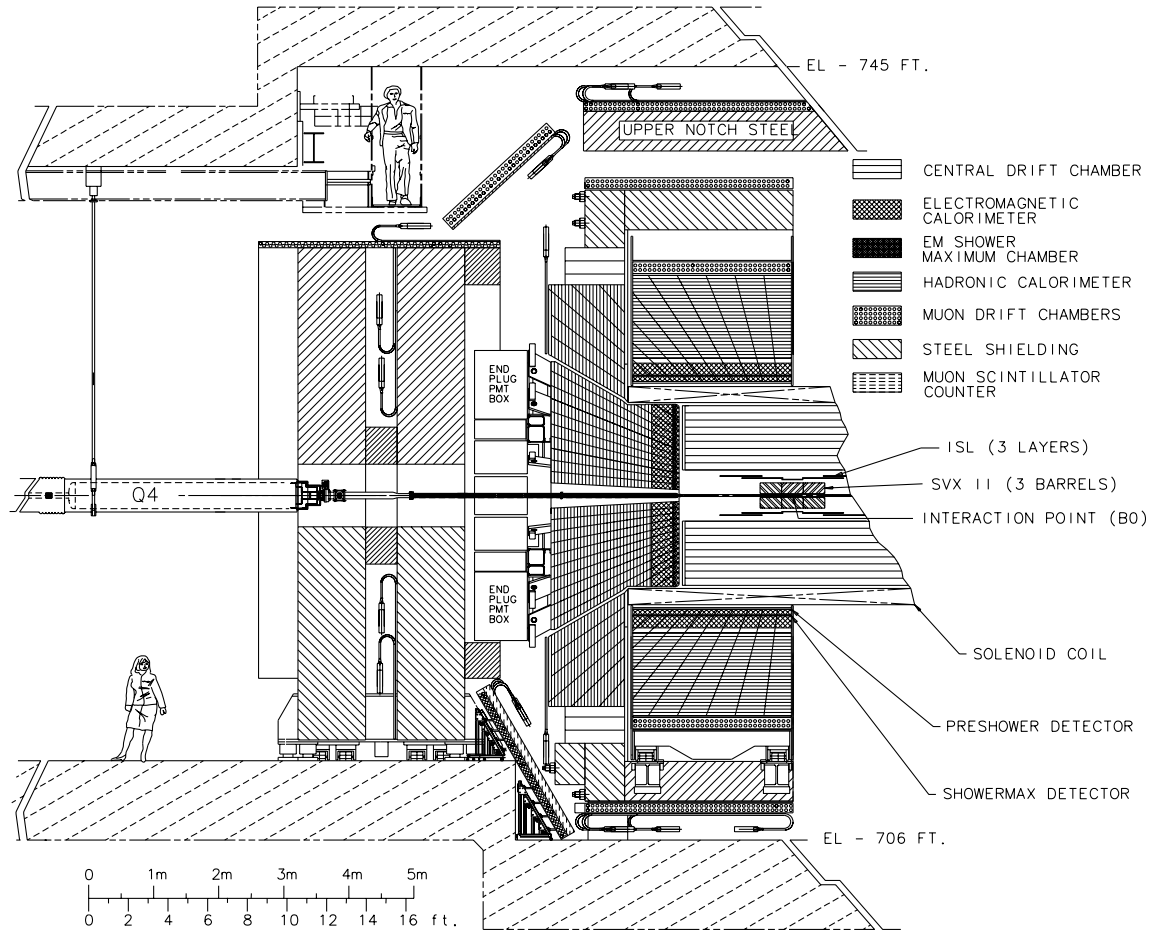 EL - 745 FT.
UPPER NOTCH STEEL
CENTRAL DRIFT CHAMBER
ELECTROMAGNETIC
CALORIMETER
EM SHOWER
MAXIMUM CHAMBER
HADRONIC CALORIMETER
MUON DRIFT CHAMBERS
STEEL SHIELDING
MUON SCINTILLATOR
COUNTER
END
PLUG
PMT
BOX
ISL (3 LAYERS)
SVX II (3 BARRELS)
INTERACTION POINT (B0)
Q4
END
PLUG
PMT
BOX
SOLENOID COIL
PRESHOWER DETECTOR
SHOWERMAX DETECTOR
EL - 706 FT.
0 1m 2m 3m 4m 5m
0 2 4 6 8 10 12 14 16 ft.